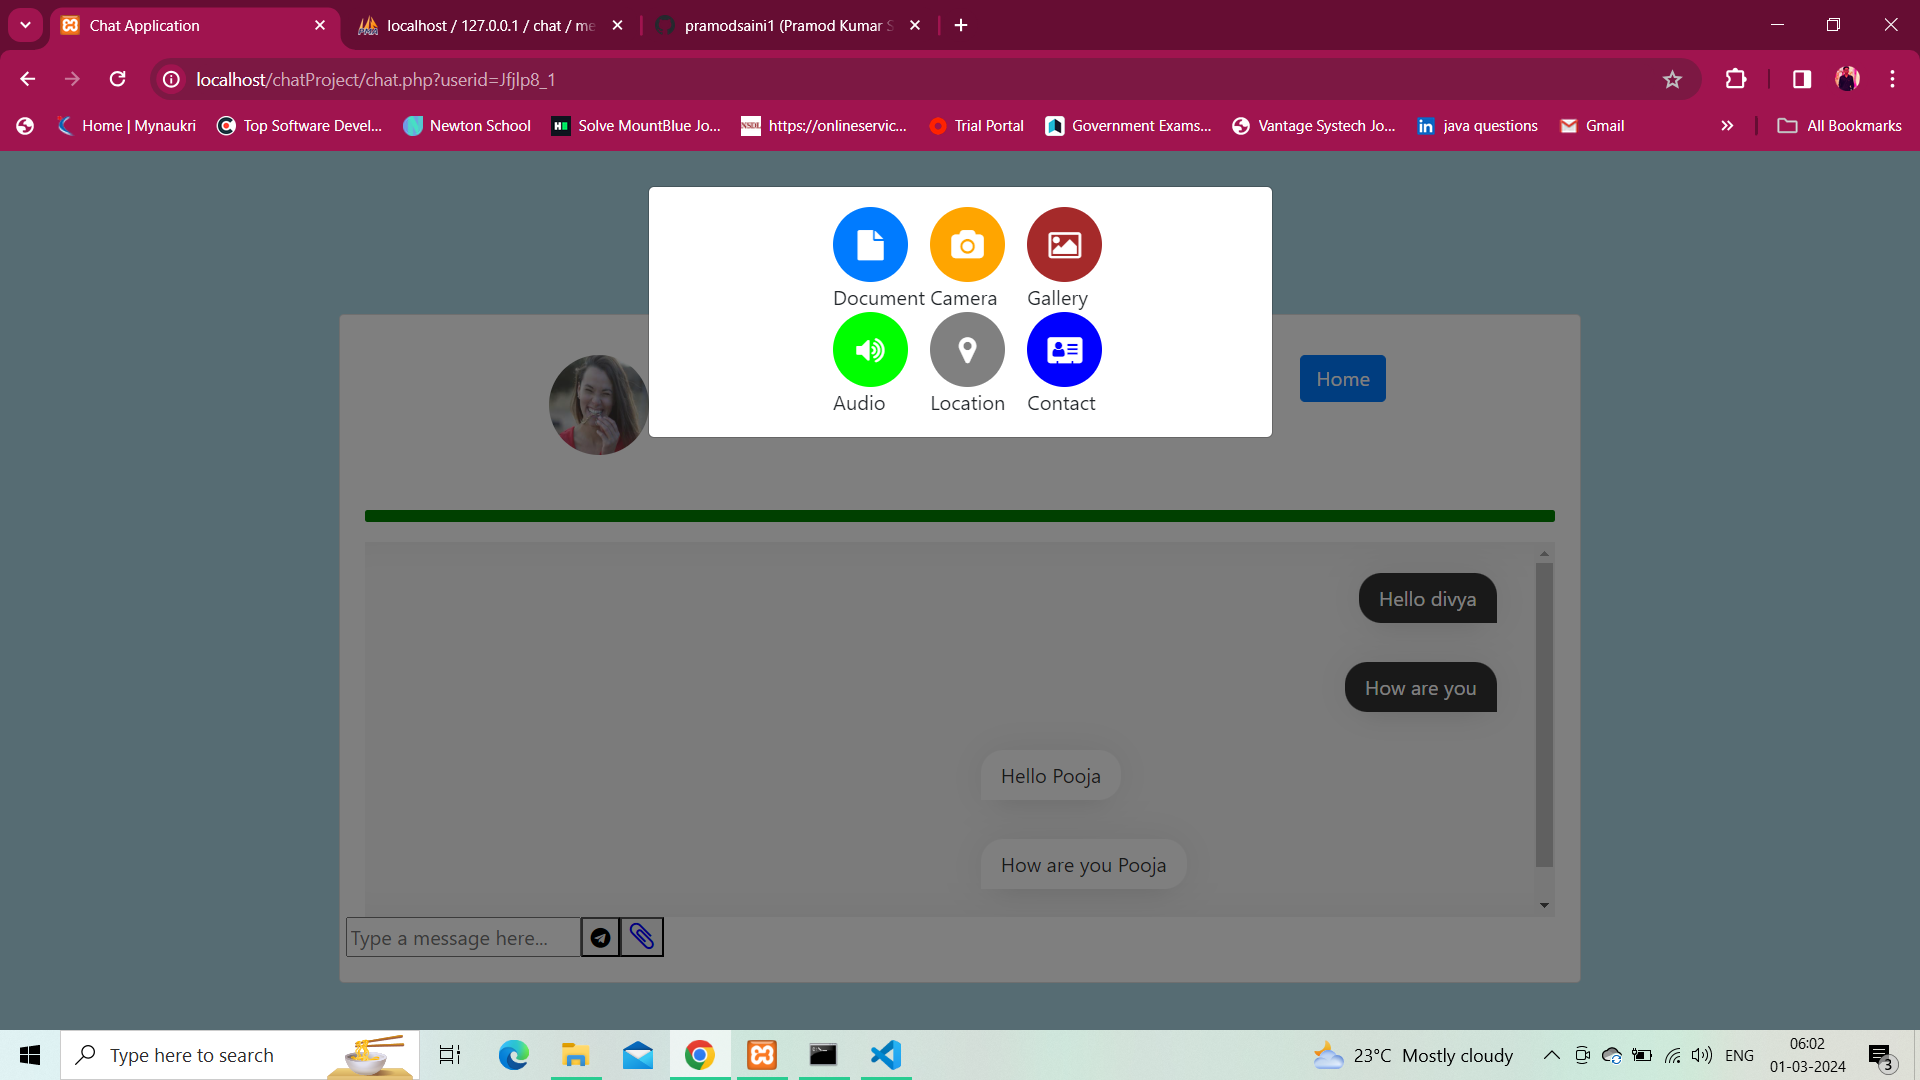 Chat Application
localhost / 127.0.0.1 / chat / me
pramodsaini1 (Pramod Kumar S
localhost/chatProject/chat.php?userid=Jfjlp8_1
Home | Mynaukri
Top Software Devel...
Newton School
Solve MountBlue Jo...
NSDL
https://onlineservic...
Trial Portal
Government Exams...
Vantage Systech Jo...
java questions
Gmail
All Bookmarks
Document Camera Gallery
Audio Location Contact
Home
Hello divya
How are you
Hello Pooja
How are you Pooja
Type a message here...
Type here to search
23°C Mostly cloudy
ENG
06:02
01-03-2024
3